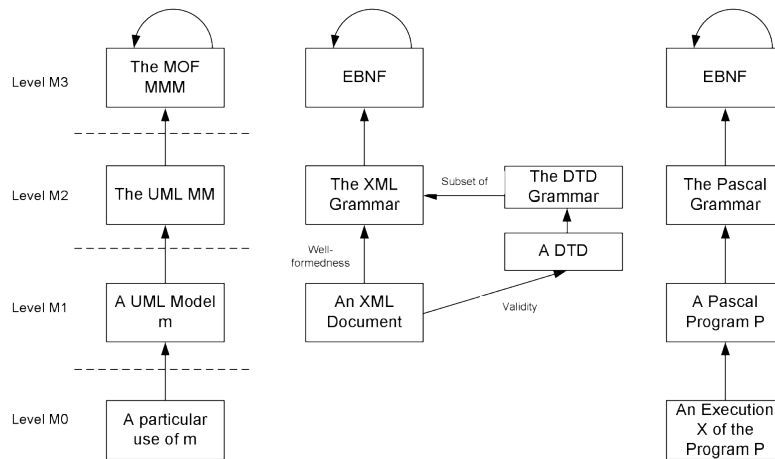 Level M3
The MOF
MMM
EBNF
EBNF
Level M2
The UML MM
The XML
Grammar
Subset of
The DTD
Grammar
The Pascal
Grammar
Well-
formedness
A DTD
Level M1
A UML Model
m
An XML
Document
Validity
A Pascal
Program P
Level M0
A particular
use of m
An Execution
X of the
Program P